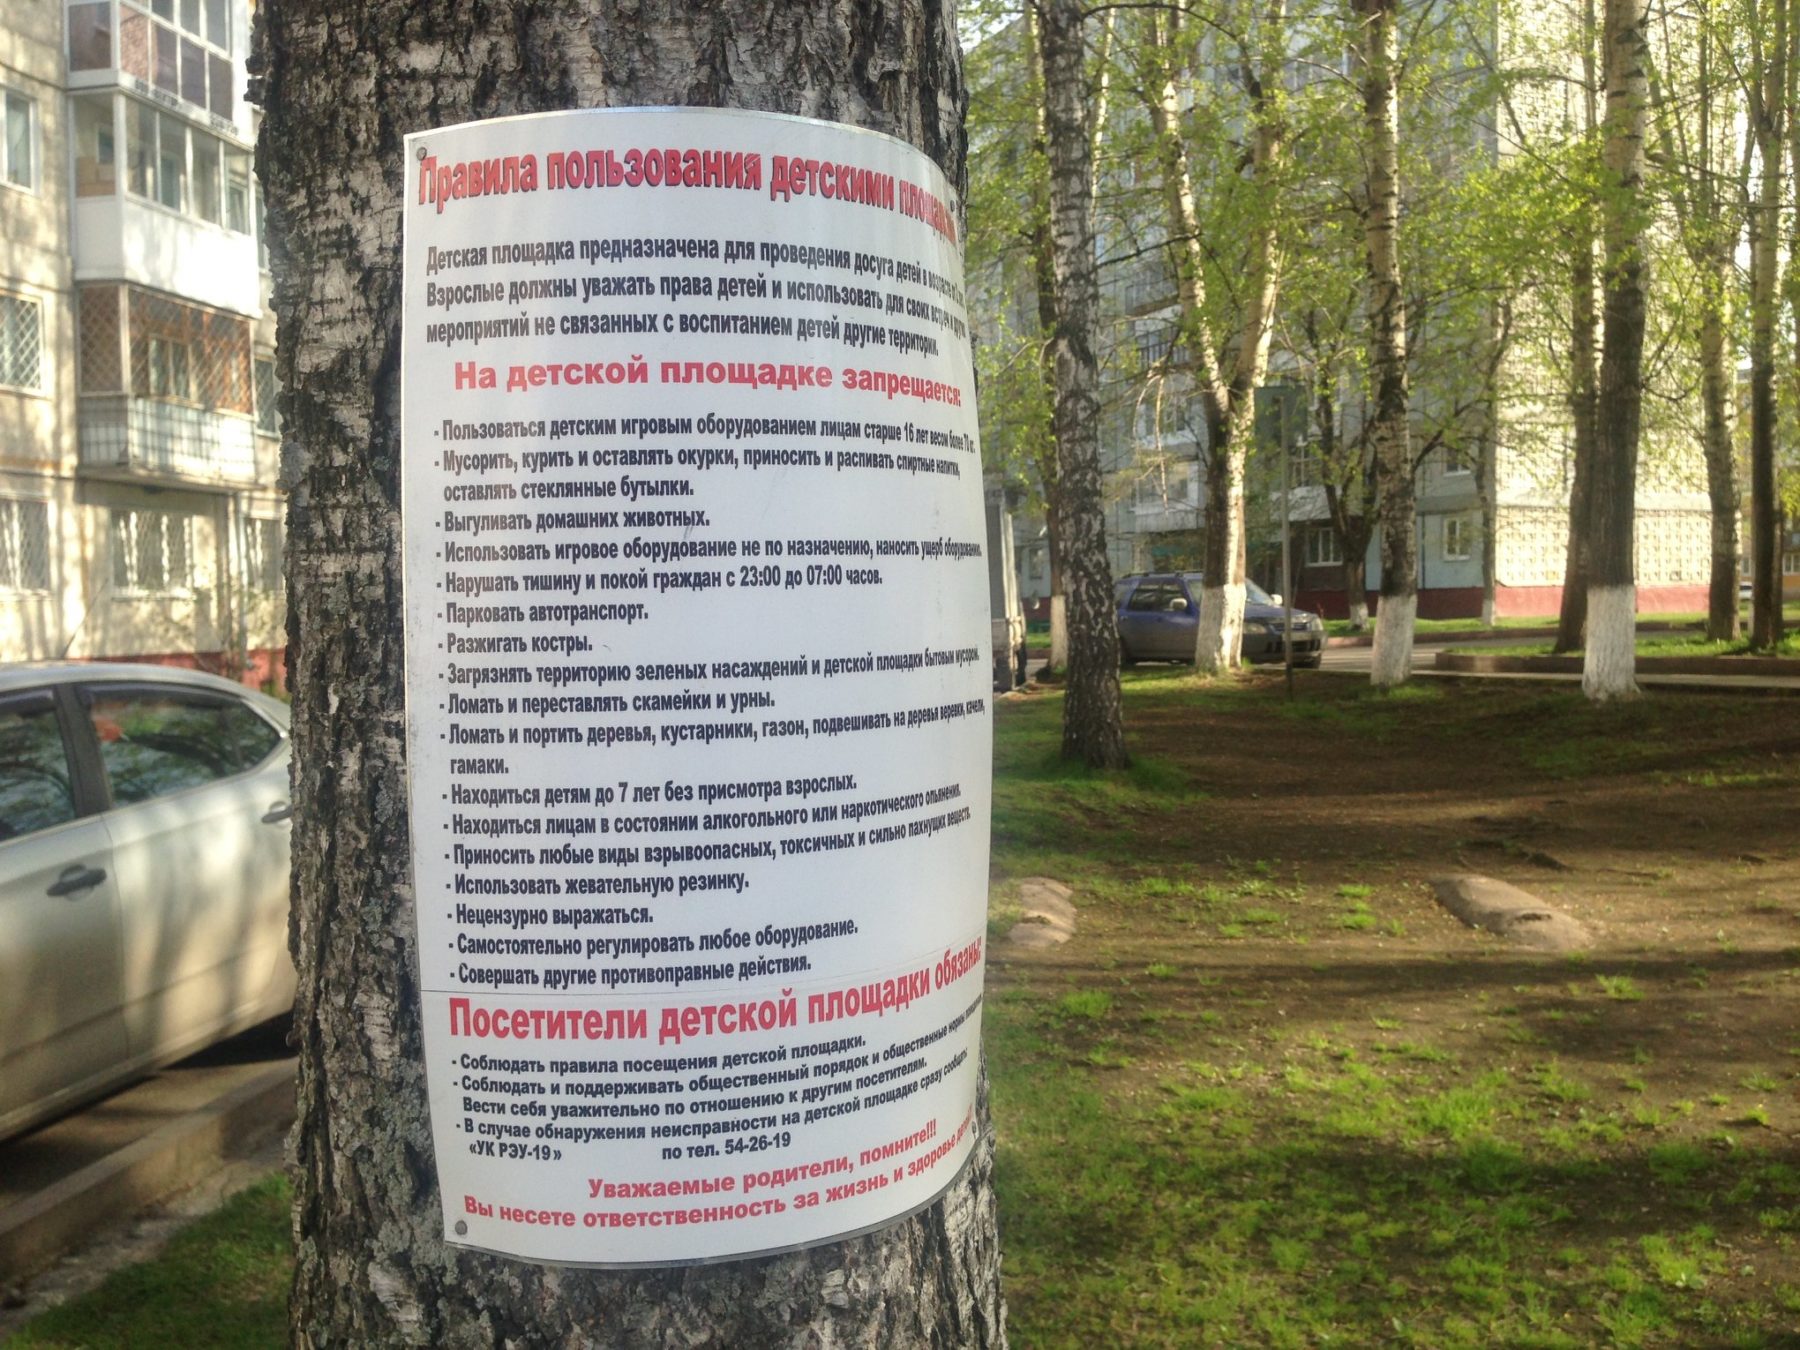 Правила пользования детскими площадками
Детская площадка предназначена для проведения досуга детей в возрасте
Взрослые должны уважать права детей и использовать для своих встреч и других
мероприятий не связанных с воспитанием детей другие территории.
На детской площадке запрещается:
- Пользоваться детским игровым оборудованием лицам старше 16 лет весом более 70 кг.
- Мусорить, курить и оставлять окурки, приносить и распивать спиртные напитки,
оставлять стеклянные бутылки.
- Выгуливать домашних животных.
- Использовать игровое оборудование не по назначению, наносить ущерб оборудованию.
- Нарушать тишину и покой граждан с 23:00 до 07:00 часов.
- Парковать автотранспорт.
- Разжигать костры.
- Загрязнять территорию зеленых насаждений и детской площадки бытовым мусором.
- Ломать и переставлять скамейки и урны.
- Ломать и портить деревья, кустарники, газон, подвешивать на деревья веревки, качели,
гамаки.
- Находиться детям до 7 лет без присмотра взрослых.
- Находиться лицам в состоянии алкогольного или наркотического опьянения.
- Приносить любые виды взрывоопасных, токсичных и сильно пахнущих веществ.
- Использовать жевательную резинку.
- Нецензурно выражаться.
- Самостоятельно регулировать любое оборудование.
- Совершать другие противоправные действия.
Посетители детской площадки обязаны:
- Соблюдать правила посещения детской площадки.
- Соблюдать и поддерживать общественный порядок и общественные нормы поведения.
Вести себя уважительно по отношению к другим посетителям.
- В случае обнаружения неисправности на детской площадке сразу сообщать:
«УК РЭУ-19» по тел. 54-26-19
Уважаемые родители, помните!!!
Вы несете ответственность за жизнь и здоровье детей!